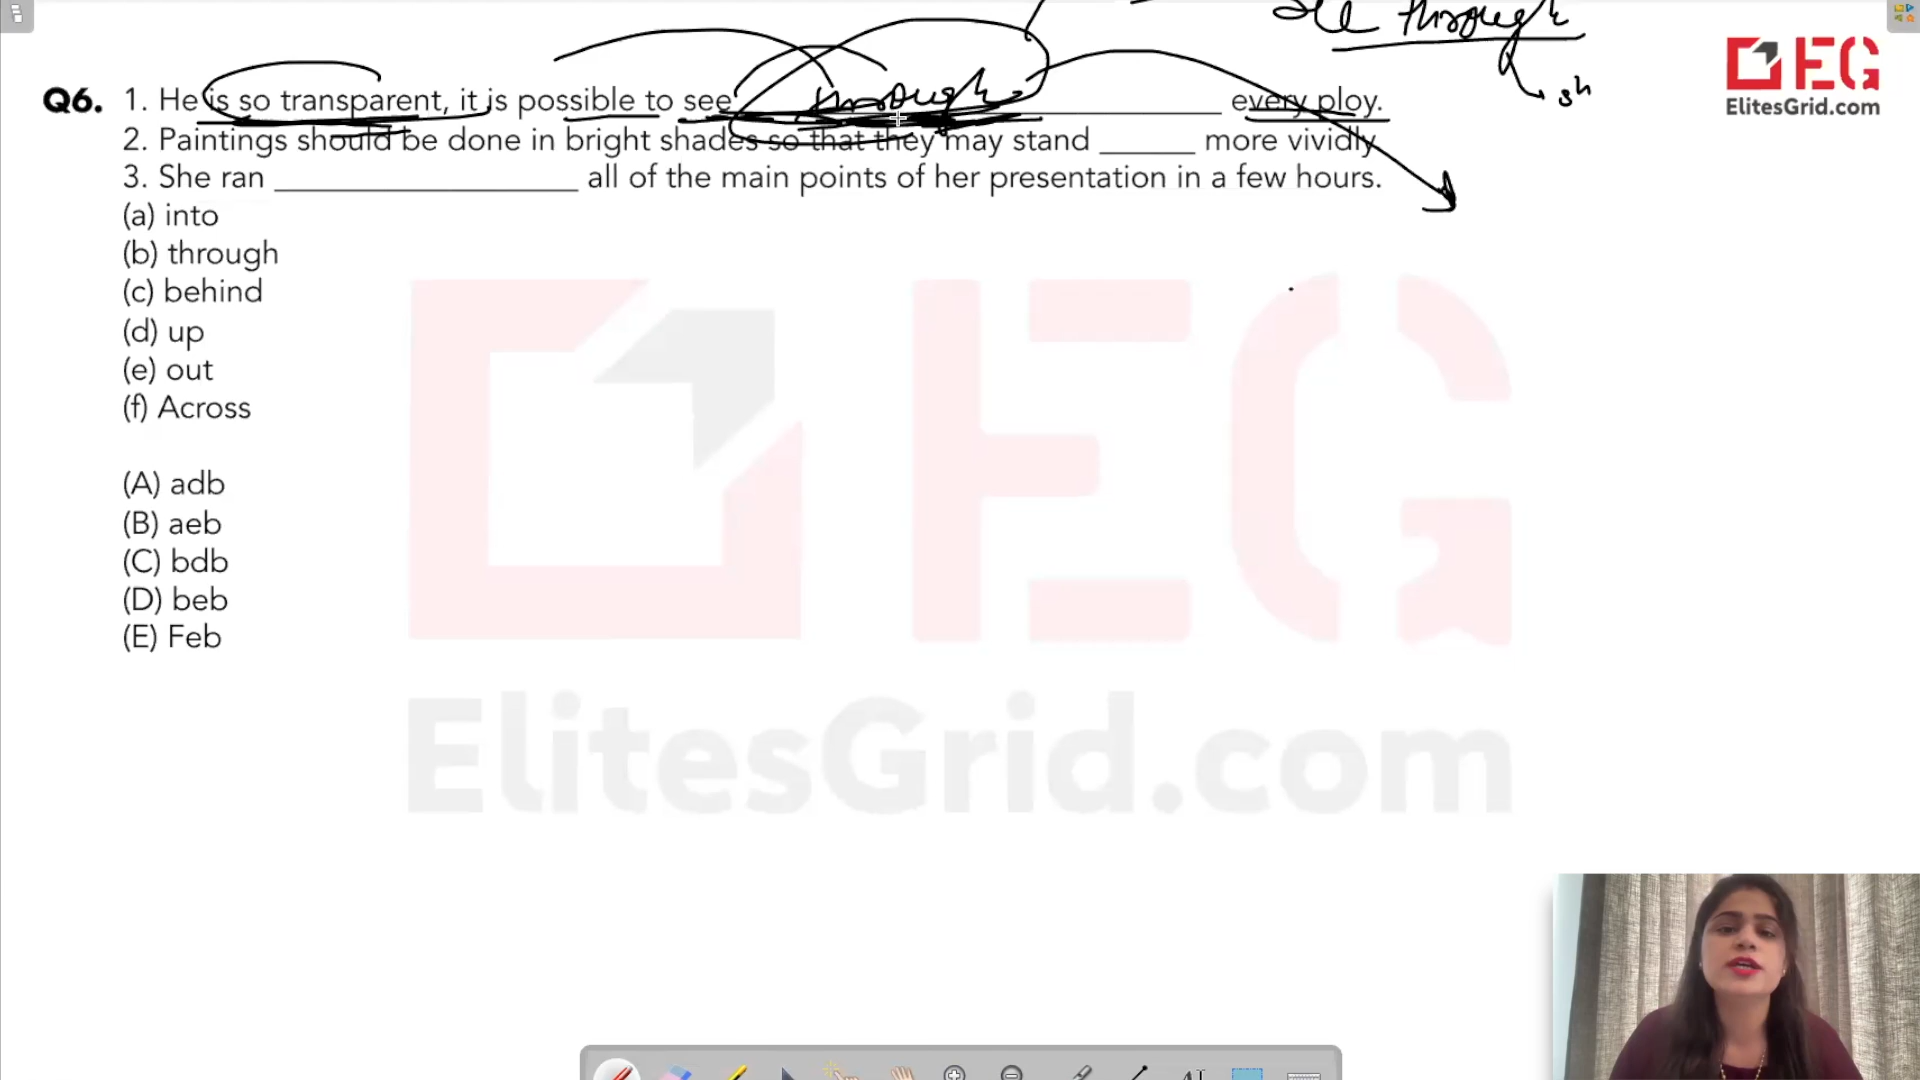 see through
sh
EG
ElitesGrid.com
Q6. 1. He is so transparent, it is possible to see through ____________ every ploy.
2. Paintings should be done in bright shades so that they may stand ______ more vividly
3. She ran ___________________ all of the main points of her presentation in a few hours.
(a) into
(b) through
(c) behind
(d) up
(e) out
(f) Across
(A) adb
(B) aeb
(C) bdb
(D) beb
(E) Feb
EG
ElitesGrid.com